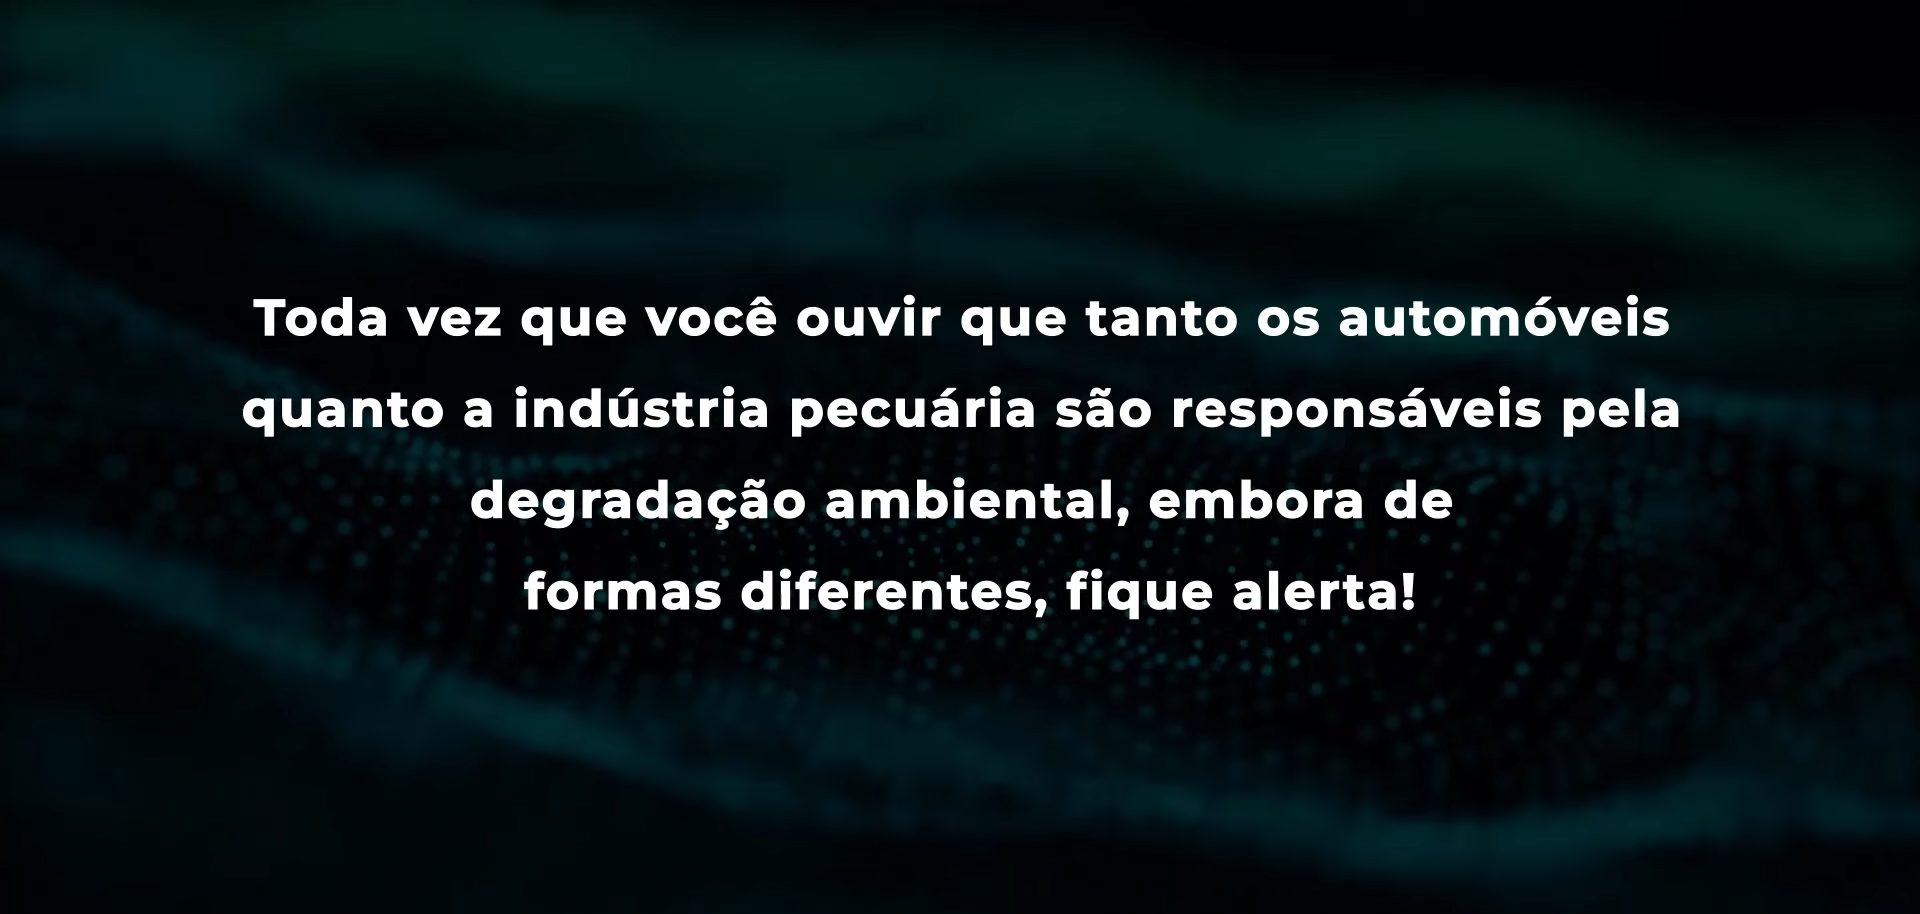 Toda vez que você ouvir que tanto os automóveis
quanto a indústria pecuária são responsáveis pela
degradação ambiental, embora de
formas diferentes, fique alerta!